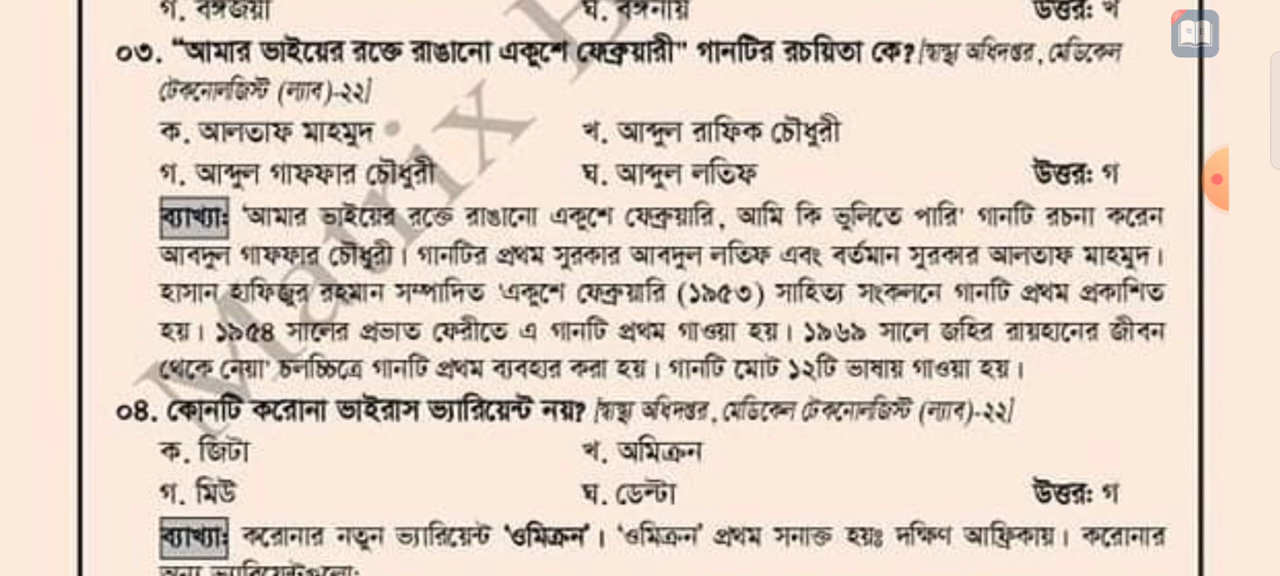 গ. বঙ্গজয়া ঘ. বঙ্গনায় উত্তর: খ
০৩. “আমার ভাইয়ের রক্তে রাঙানো একুশে ফেব্রুয়ারী" গানটির রচয়িতা কে? [স্বাস্থ্য অধিদপ্তর, মেডিকেল
টেকনোলজিস্ট (ল্যাব)-২২]
ক. আলতাফ মাহমুদ খ. আব্দুল রাফিক চৌধুরী
গ. আব্দুল গাফফার চৌধুরী ঘ. আব্দুল লতিফ উত্তর: গ
ব্যাখ্যা: 'আমার ভাইয়ের রক্তে রাঙানো একুশে ফেব্রুয়ারি, আমি কি ভুলিতে পারি' গানটি রচনা করেন
আবদুল গাফফার চৌধুরী। গানটির প্রথম সুরকার আবদুল লতিফ এবং বর্তমান সুরকার আলতাফ মাহমুদ।
হাসান হাফিজুর রহমান সম্পাদিত 'একুশে ফেব্রুয়ারি (১৯৫৩) সাহিত্য সংকলনে গানটি প্রথম প্রকাশিত
হয়। ১৯৫৪ সালের প্রভাত ফেরীতে এ গানটি প্রথম গাওয়া হয়। ১৯৬৯ সালে জহির রায়হানের জীবন
থেকে নেয়া' চলচ্চিত্রে গানটি প্রথম ব্যবহার করা হয়। গানটি মোট ১২টি ভাষায় গাওয়া হয়।
০৪. কোনটি করোনা ভাইরাস ভ্যারিয়েন্ট নয়? [স্বাস্থ্য অধিদপ্তর, মেডিকেল টেকনোলজিস্ট (ল্যাব)-২২]
ক. জিটা খ. অমিক্রন
গ. মিউ ঘ. ডেল্টা উত্তর: গ
ব্যাখ্যা: করোনার নতুন ভ্যারিয়েন্ট 'ওমিক্রন'। 'ওমিক্রন' প্রথম সনাক্ত হয়ঃ দক্ষিণ আফ্রিকায়। করোনার
অন্য ভ্যারিয়েন্টগুলো:
Matrix B